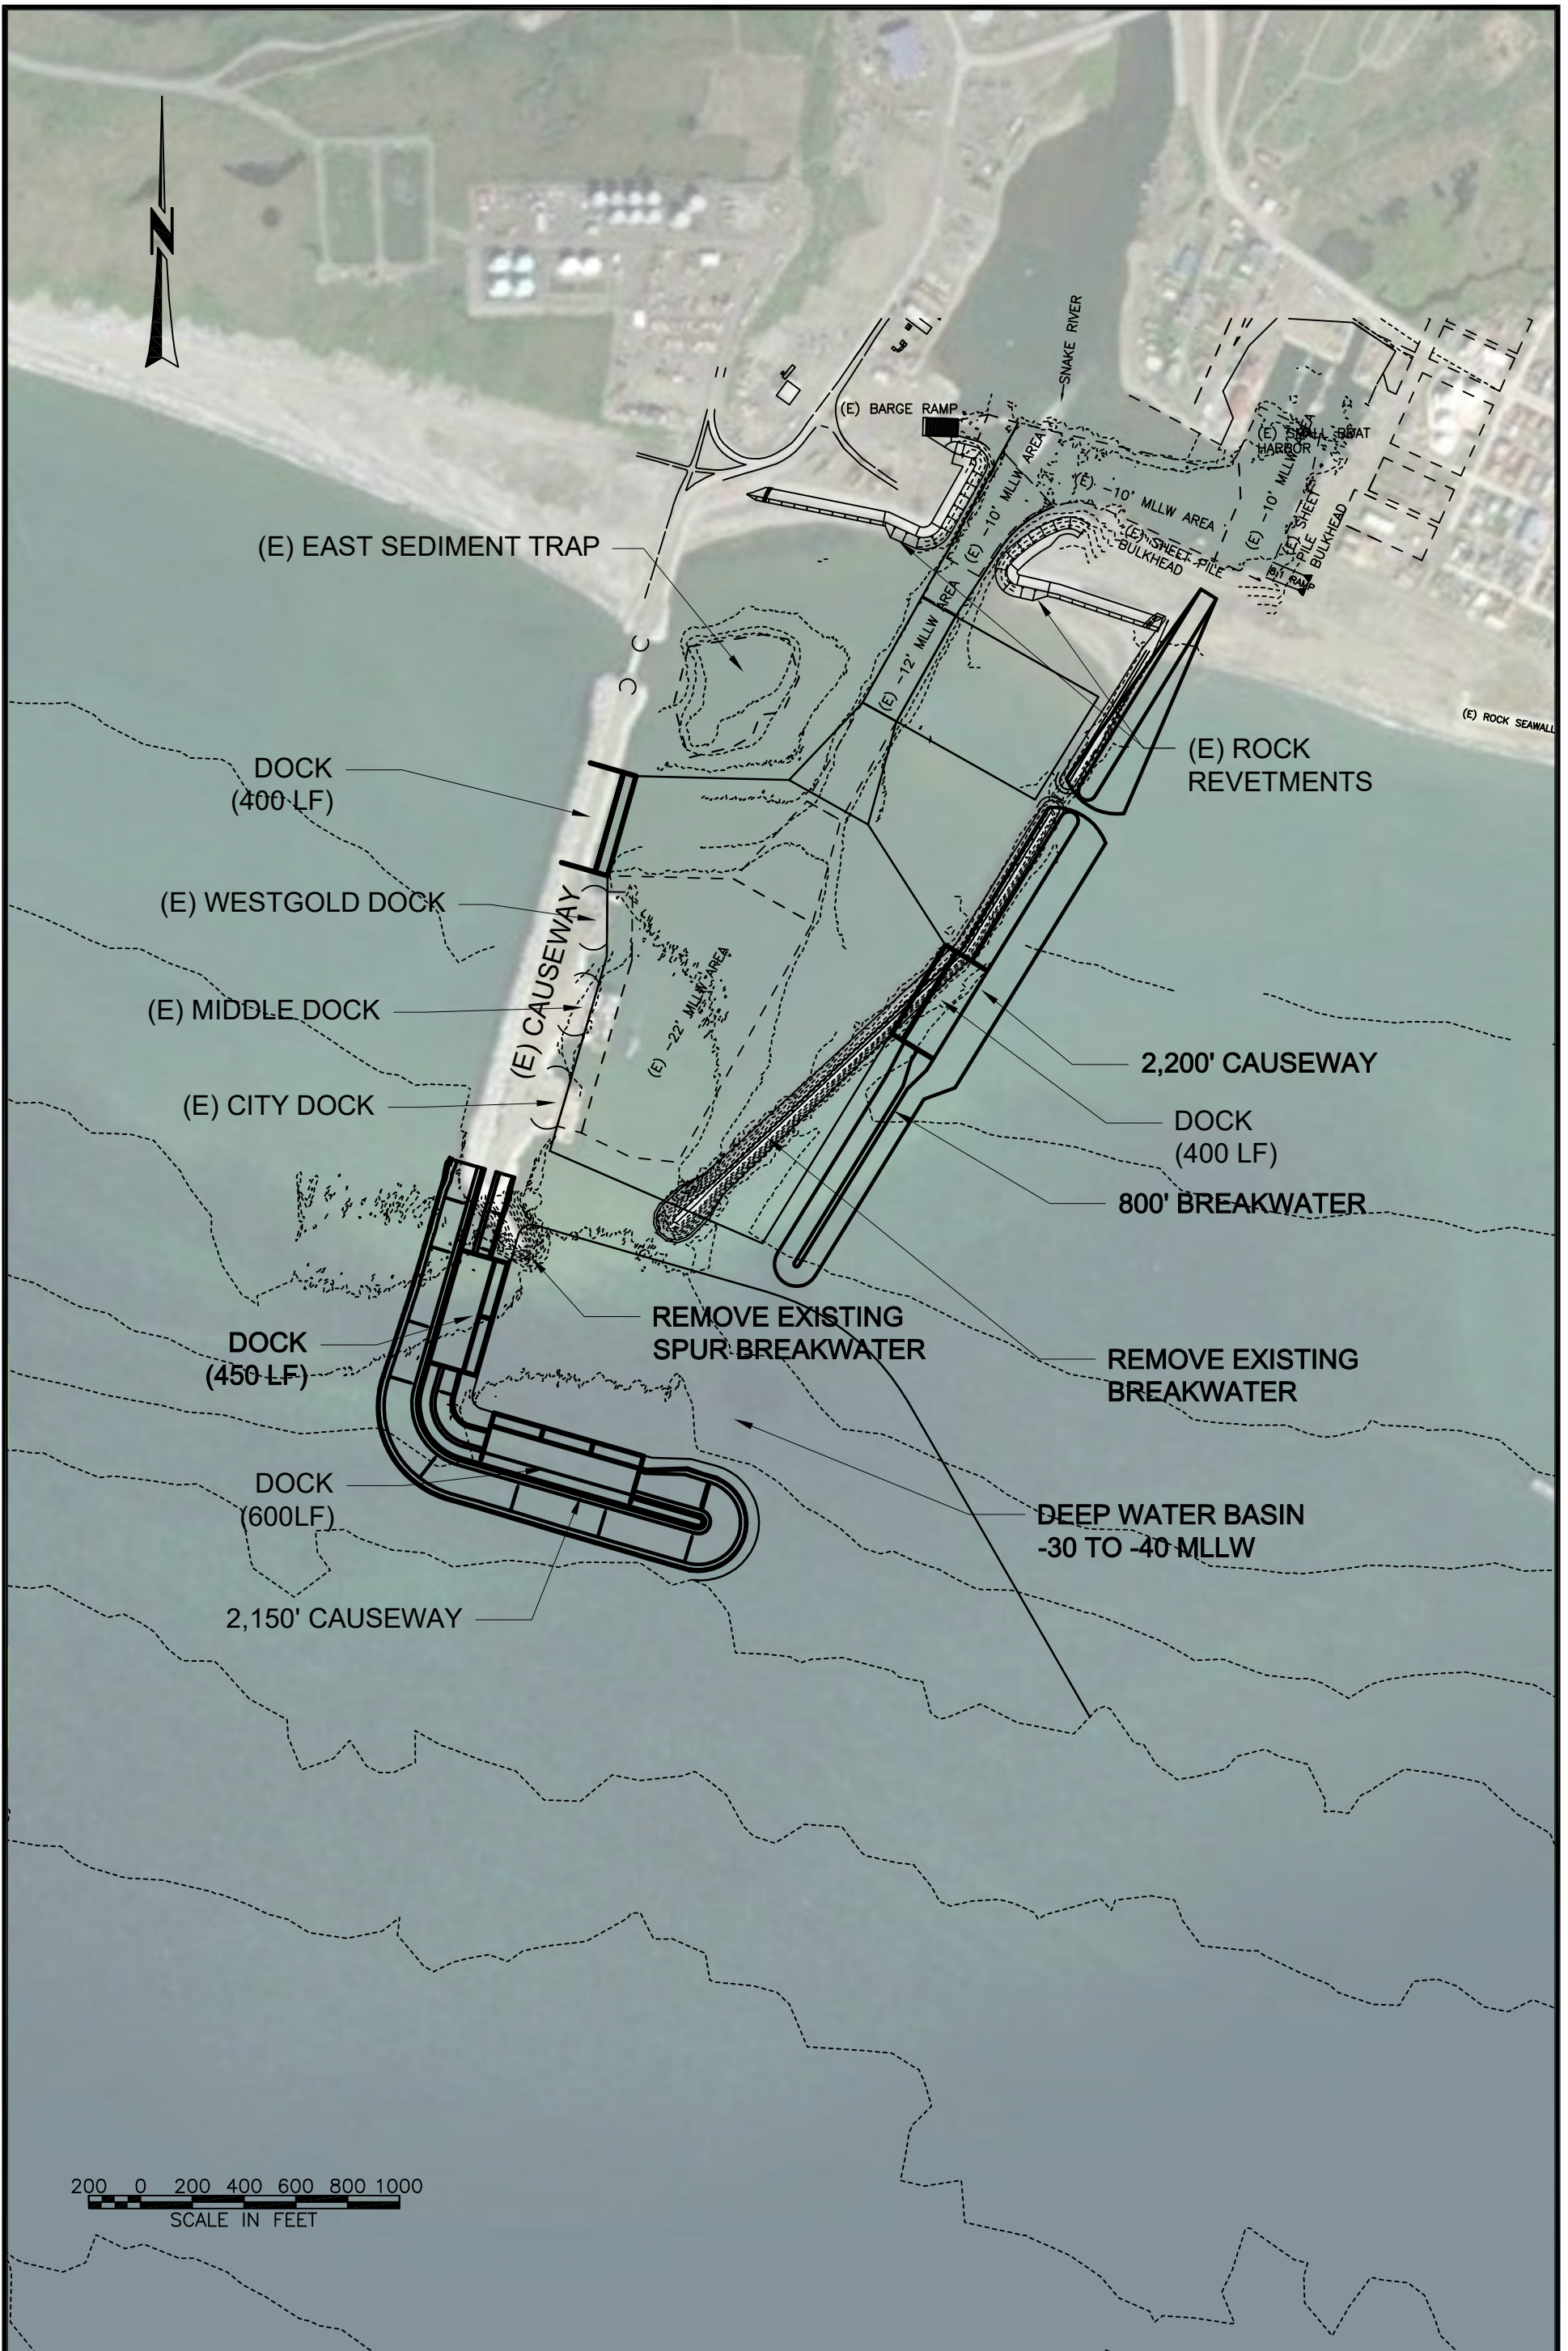 N
SNAKE RIVER
(E) BARGE RAMP
(E) SMALL BOAT
HARBOR
(E) -10' MLLW AREA
(E) -10' MLLW AREA
(E) -10' MLLW AREA
(E) SHEET PILE
BULKHEAD
(E) SHEET
PILE
BULKHEAD
(E) EAST SEDIMENT TRAP
(E) -12' MLLW AREA
(E) ROCK SEAWALL
(E) ROCK
REVETMENTS
DOCK
(400 LF)
(E) WESTGOLD DOCK
(E) CAUSEWAY
(E) -22' MLLW AREA
(E) MIDDLE DOCK
2,200' CAUSEWAY
(E) CITY DOCK
DOCK
(400 LF)
800' BREAKWATER
REMOVE EXISTING
SPUR BREAKWATER
DOCK
(450 LF)
REMOVE EXISTING
BREAKWATER
DOCK
(600LF)
DEEP WATER BASIN
-30 TO -40 MLLW
2,150' CAUSEWAY
200 0 200 400 600 800 1000
SCALE IN FEET